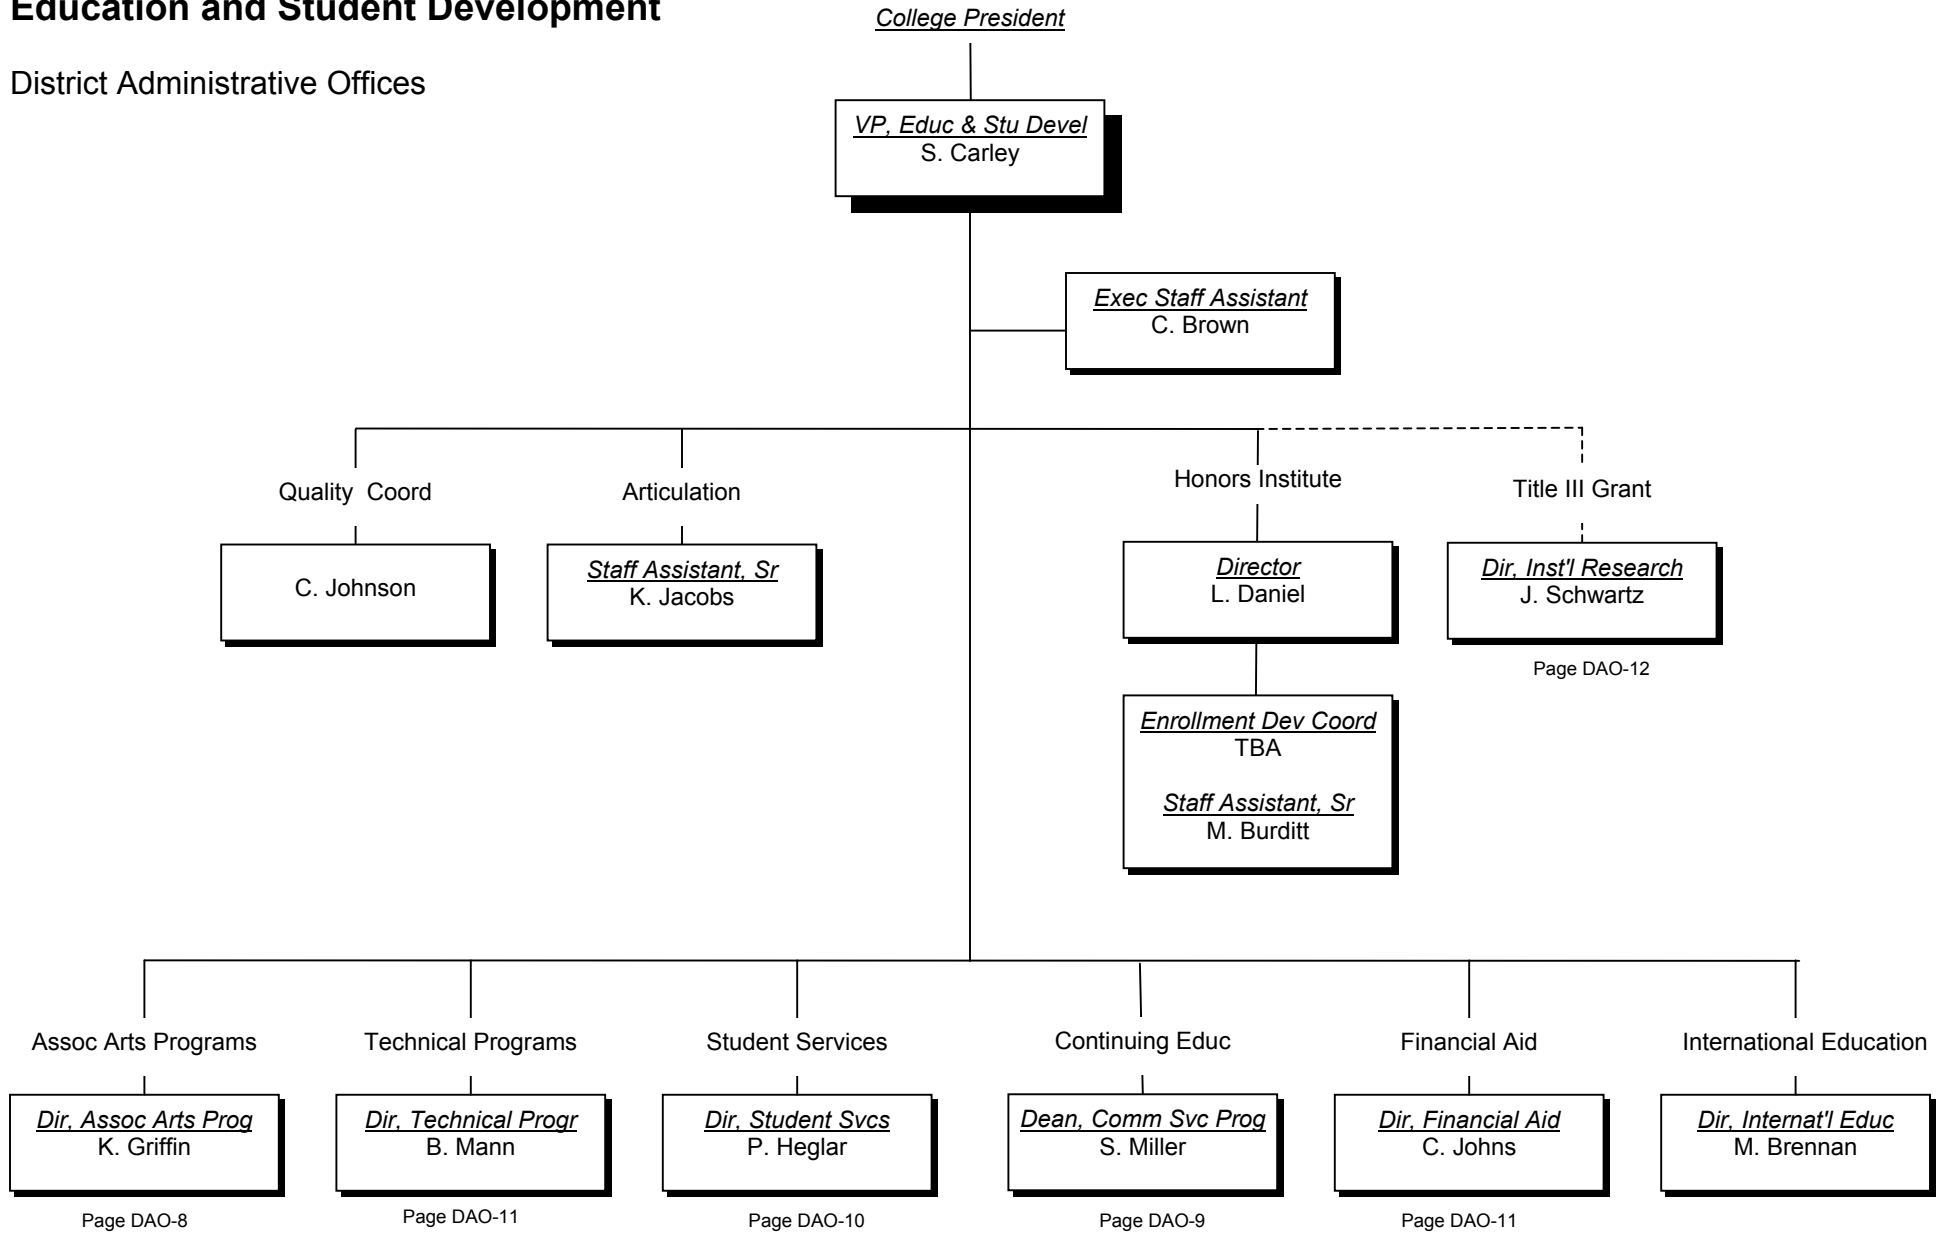 Education and Student Development
College President
District Administrative Offices
VP, Educ & Stu Devel
S. Carley
Exec Staff Assistant
C. Brown
Quality  Coord
Articulation
Honors Institute
Title III Grant
C. Johnson
Staff Assistant, Sr
K. Jacobs
Director
L. Daniel
Dir, Inst'l Research
J. Schwartz
Page DAO-12
Enrollment Dev Coord
TBA
Staff Assistant, Sr
M. Burditt
Assoc Arts Programs
Technical Programs
Student Services
Continuing Educ
Financial Aid
International Education
Dir, Assoc Arts Prog
K. Griffin
Dir, Technical Progr
B. Mann
Dir, Student Svcs
P. Heglar
Dean, Comm Svc Prog
S. Miller
Dir, Financial Aid
C. Johns
Dir, Internat'l Educ
M. Brennan
Page DAO-8
Page DAO-11
Page DAO-10
Page DAO-9
Page DAO-11